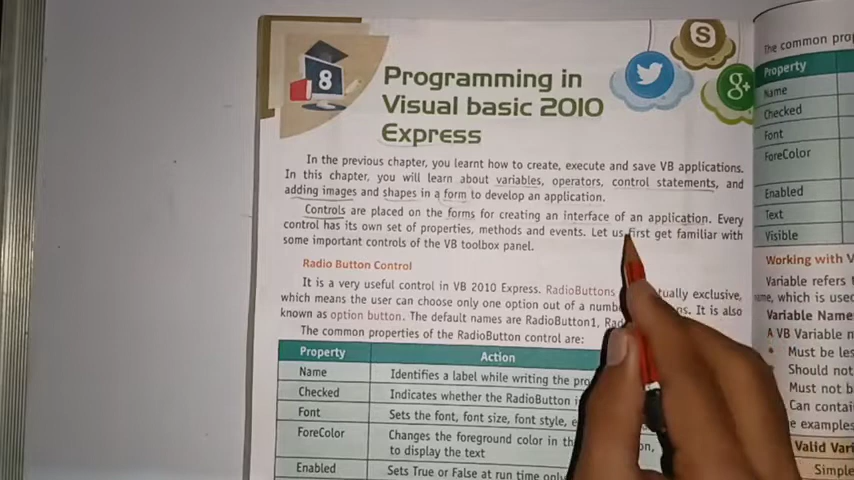 8
Programming in
Visual basic 2010
Express
In the previous chapter, you learnt how to create, execute and save VB applications.
In this chapter, you will learn about variables, operators, control statements, and
adding images and shapes in a form to develop an application.
Controls are placed on the forms for creating an interface of an application. Every
control has its own set of properties, methods and events. Let us first get familiar with
some important controls of the VB toolbox panel.
Radio Button Control
It is a very useful control in VB 2010 Express. RadioButtons exclusive,
which means the user can choose only one option out of a It is also
known as option button. The default names are RadioButton1,
The common properties of the RadioButton control are:
Property Action
Name Identifies a label while writing the
Checked Indicates whether the RadioButton
Font Sets the font, font size, font style,
ForeColor Changes the foreground color in
to display the text
Enabled Sets True or False at run time
The common
Property
Name
Checked
Font
ForeColor
Enabled
Text
Visible
Working with
Variable refers
name, which is
Variable
A VB Variable
• Must be
Should not
Must not
Can
examples
Valid